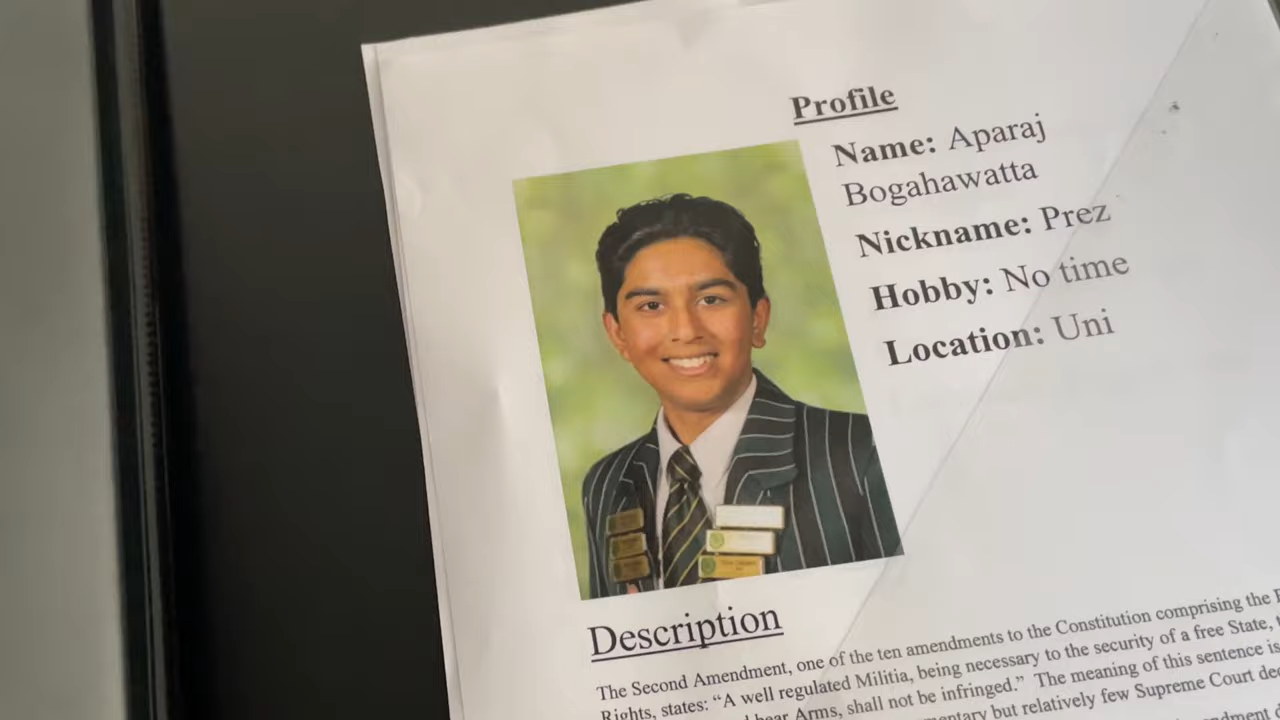 Profile
Name: Aparaj
Bogahawatta
Nickname: Prez
Hobby: No time
Location: Uni
Description
The Second Amendment, one of the ten amendments to the Constitution comprising the
Rights, states: “A well regulated Militia, being necessary to the security of a free State,
bear Arms, shall not be infringed.” The meaning of this sentence is
but relatively few Supreme Court